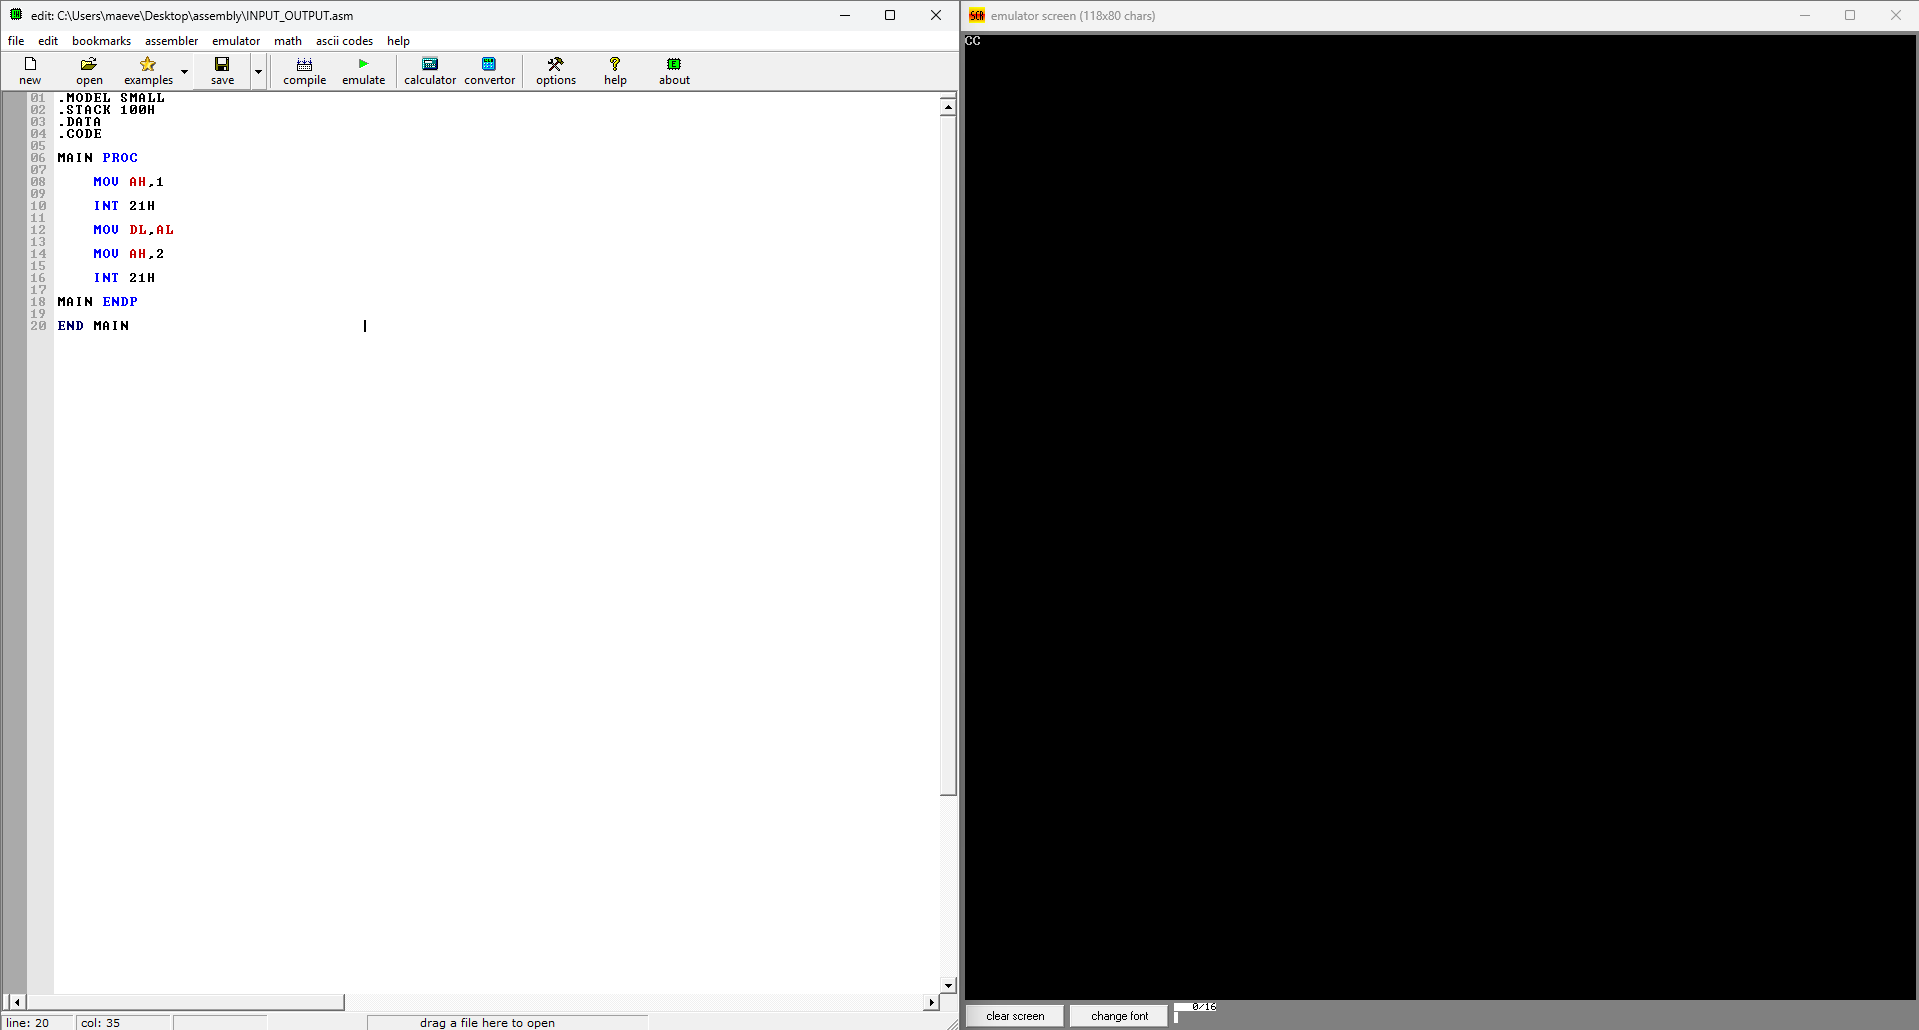 edit: C:\Users\maeve\Desktop\assembly\INPUT_OUTPUT.asm
file edit bookmarks assembler emulator math ascii codes help
new open examples save compile emulate calculator convertor options help about
01 .MODEL SMALL
02 .STACK 100H
03 .DATA
04 .CODE
05
06 MAIN PROC
07
08 MOV AH,1
09
10 INT 21H
11
12 MOV DL,AL
13
14 MOV AH,2
15
16 INT 21H
17
18 MAIN ENDP
19
20 END MAIN
line: 20 col: 35 drag a file here to open
SCR emulator screen (118x80 chars)
CC
clear screen change font 0/16